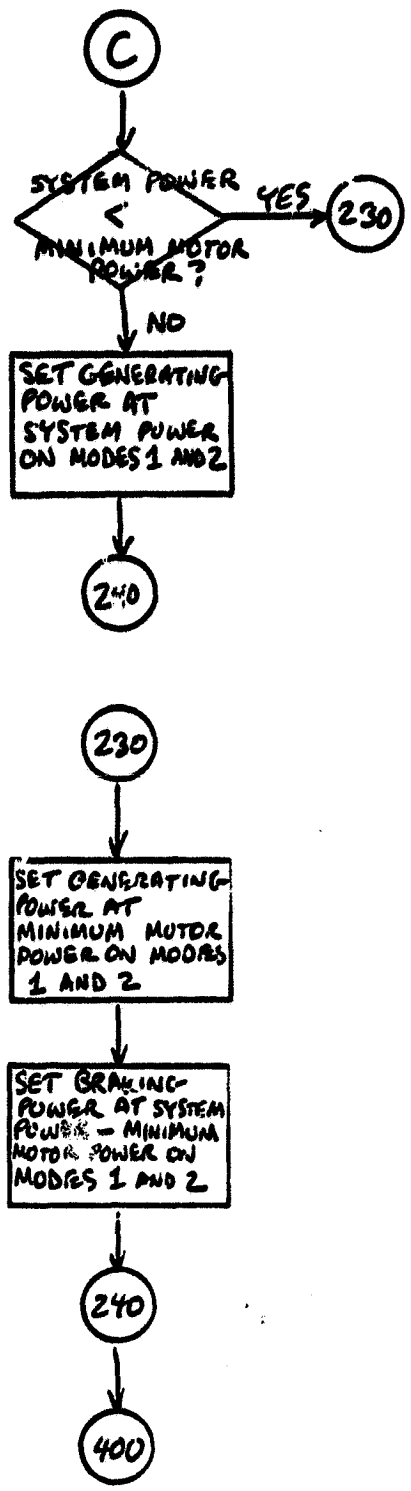 C
SYSTEM POWER
<
MINIMUM MOTOR
POWER?
YES
230
NO
SET GENERATING
POWER AT
SYSTEM POWER
ON MODES 1 AND 2
240
230
SET GENERATING
POWER AT
MINIMUM MOTOR
POWER ON MODES
1 AND 2
SET BRAKING
POWER AT SYSTEM
POWER - MINIMUM
MOTOR POWER ON
MODES 1 AND 2
240
400